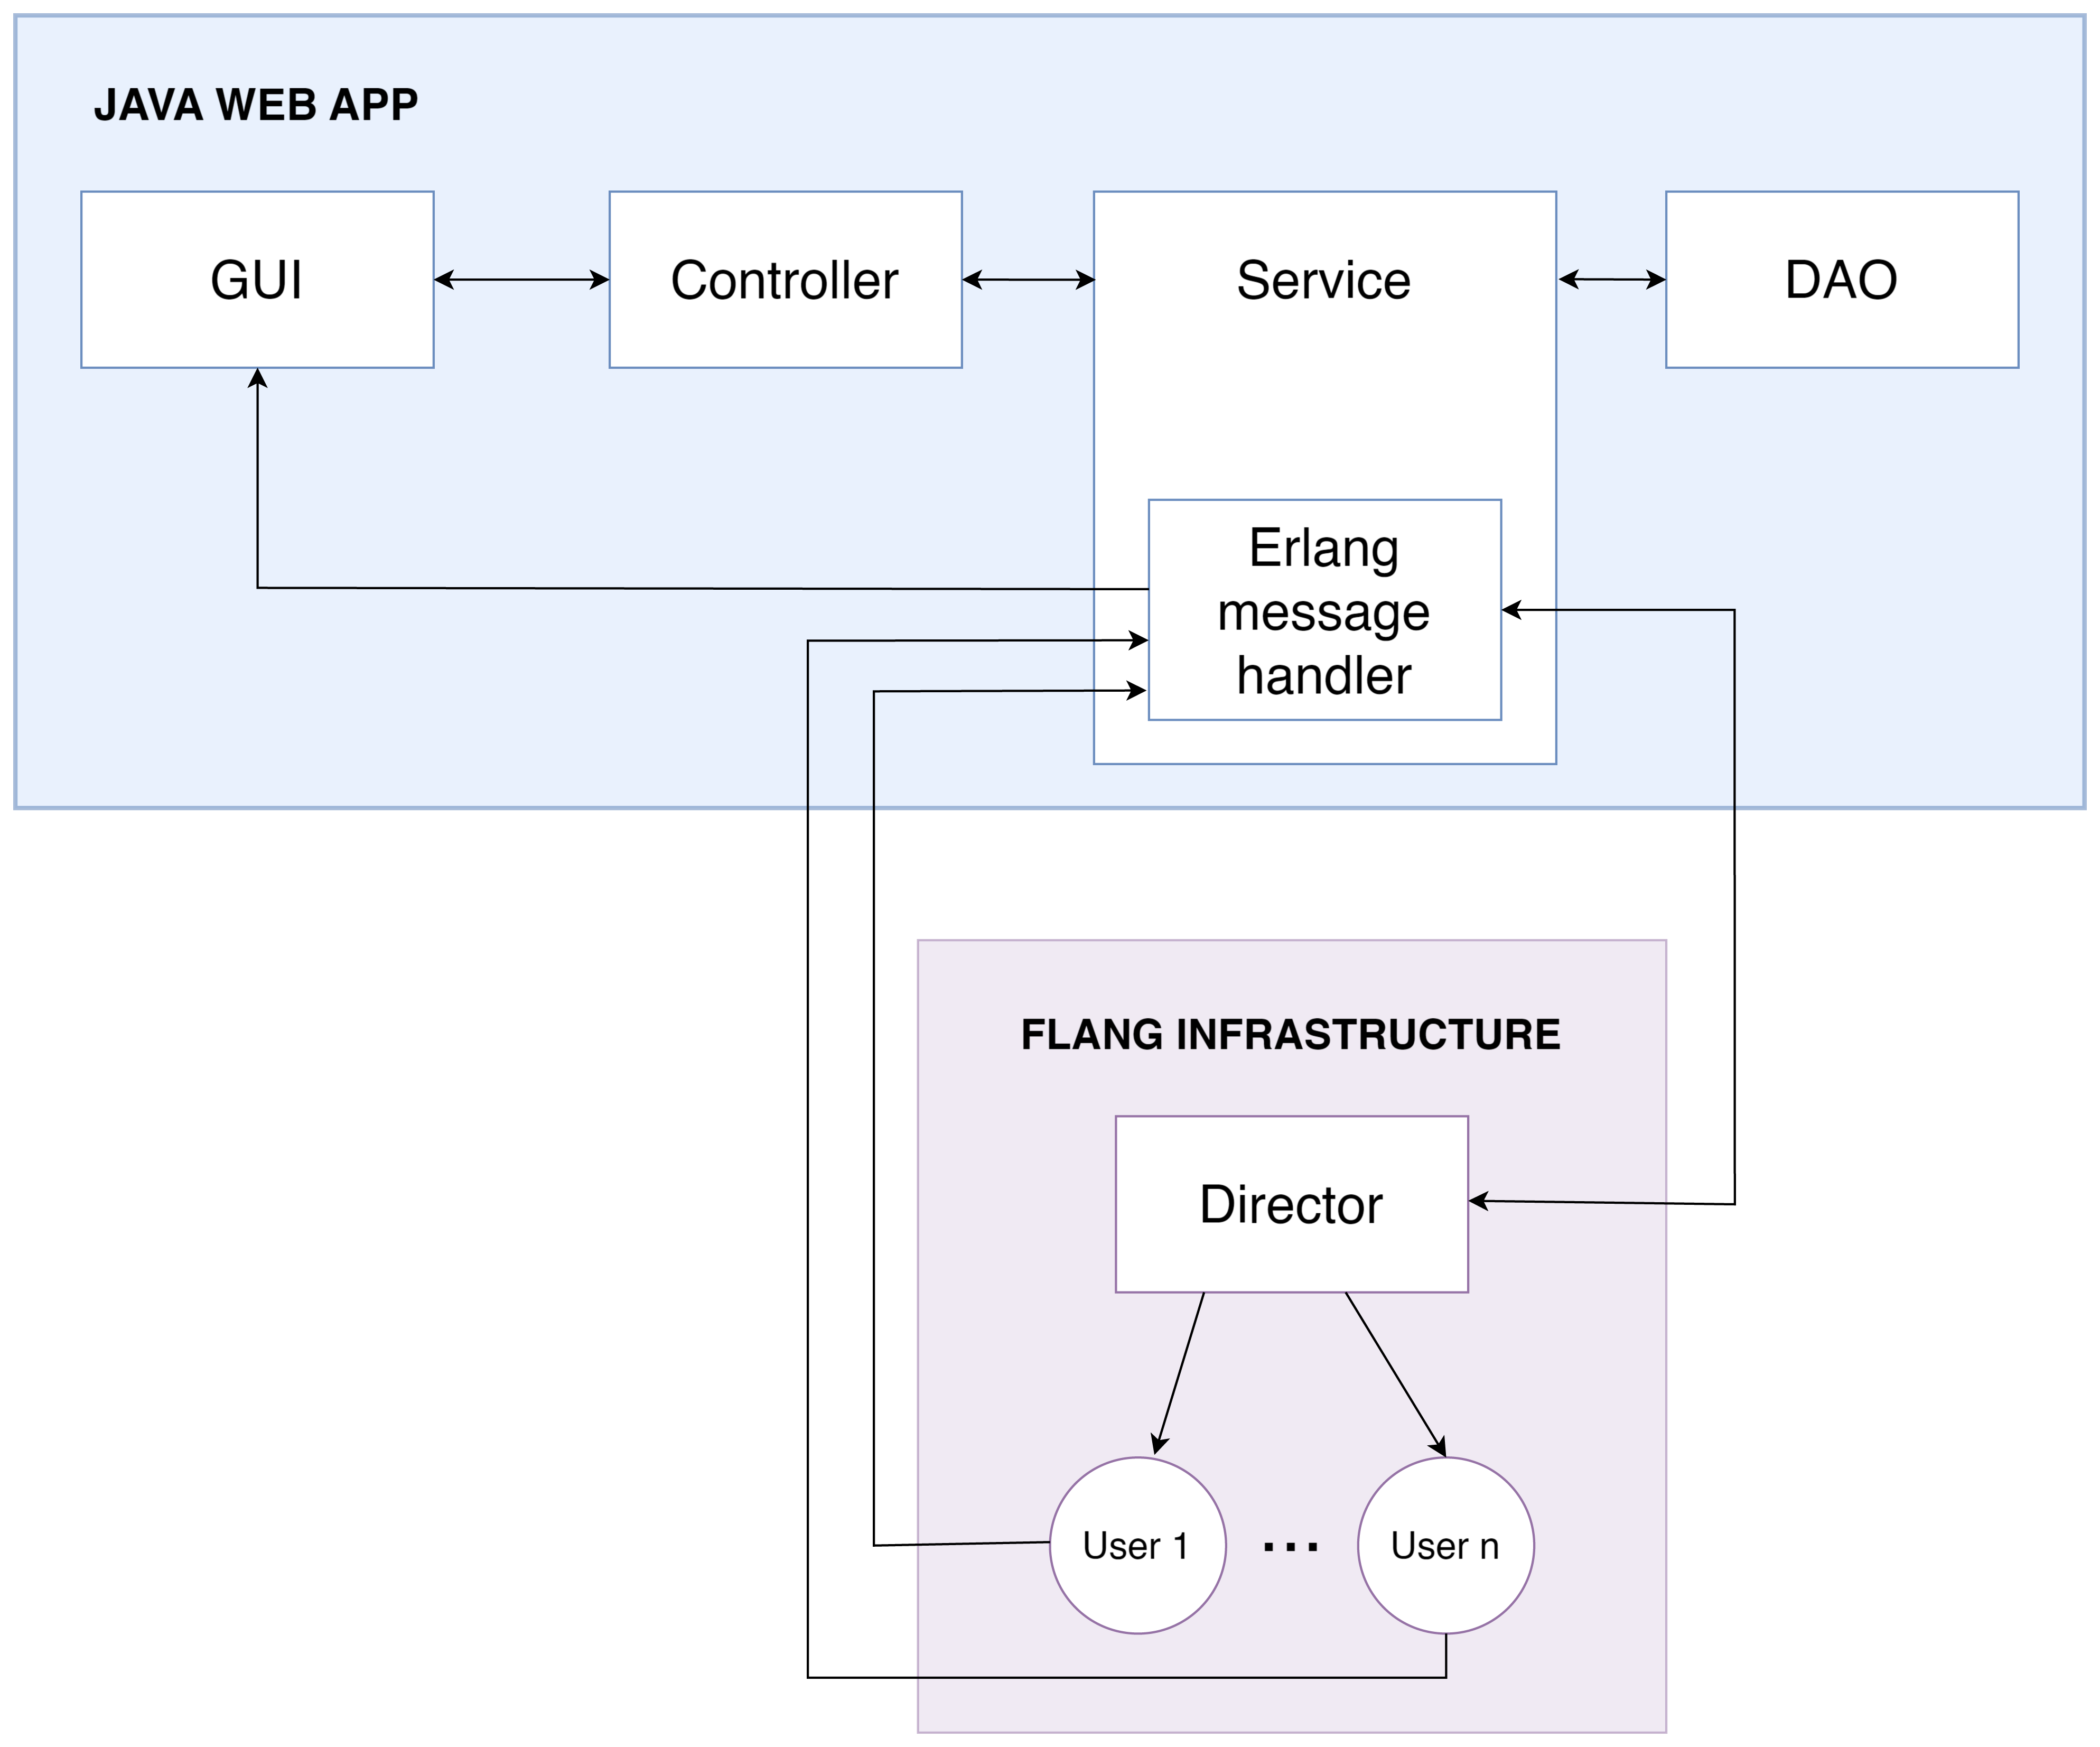 JAVA WEB APP
GUI
Controller
Service
DAO
Erlang
message
handler
FLANG INFRASTRUCTURE
Director
User 1
...
User n